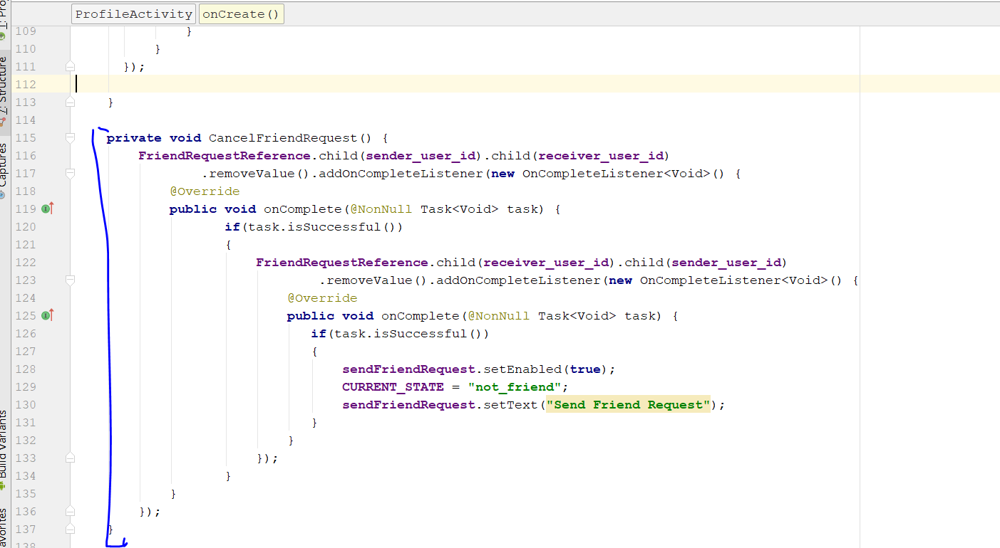 ProfileActivity onCreate()
109 }
110 }
111 });
112
113 }
114
115 private void CancelFriendRequest() {
116 FriendRequestReference.child(sender_user_id).child(receiver_user_id)
117 .removeValue().addOnCompleteListener(new OnCompleteListener<Void>() {
118 @Override
119 public void onComplete(@NonNull Task<Void> task) {
120 if(task.isSuccessful())
121 {
122 FriendRequestReference.child(receiver_user_id).child(sender_user_id)
123 .removeValue().addOnCompleteListener(new OnCompleteListener<Void>() {
124 @Override
125 public void onComplete(@NonNull Task<Void> task) {
126 if(task.isSuccessful())
127 {
128 sendFriendRequest.setEnabled(true);
129 CURRENT_STATE = "not_friend";
130 sendFriendRequest.setText("Send Friend Request");
131 }
132 }
133 });
134 }
135 }
136 });
137 }
138
7: Structure
Captures
Build Variants